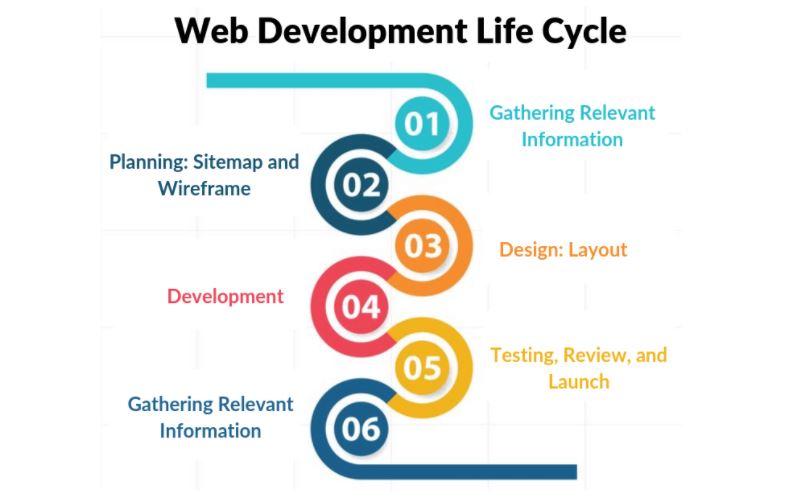 Web Development Life Cycle
01
Gathering Relevant
Information
Planning: Sitemap and
Wireframe
02
03
Design: Layout
Development
04
05
Testing, Review, and
Launch
Gathering Relevant
Information
06